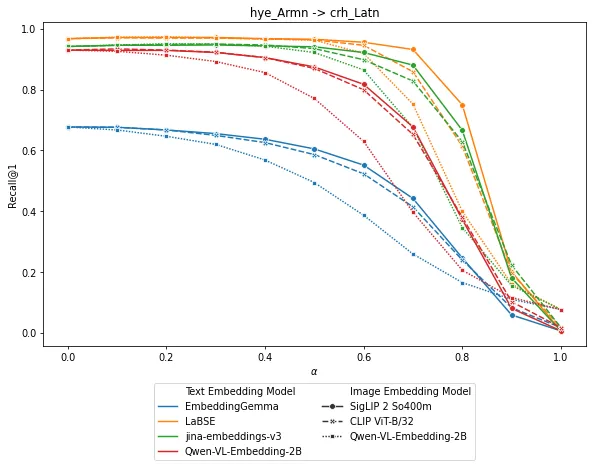 hye_Armn -> crh_Latn
Recall@1
1.0
0.8
0.6
0.4
0.2
0.0
0.0 0.2 0.4 0.6 0.8 1.0
α
Text Embedding Model
EmbeddingGemma
LaBSE
jina-embeddings-v3
Qwen-VL-Embedding-2B
Image Embedding Model
SigLIP 2 So400m
CLIP ViT-B/32
Qwen-VL-Embedding-2B